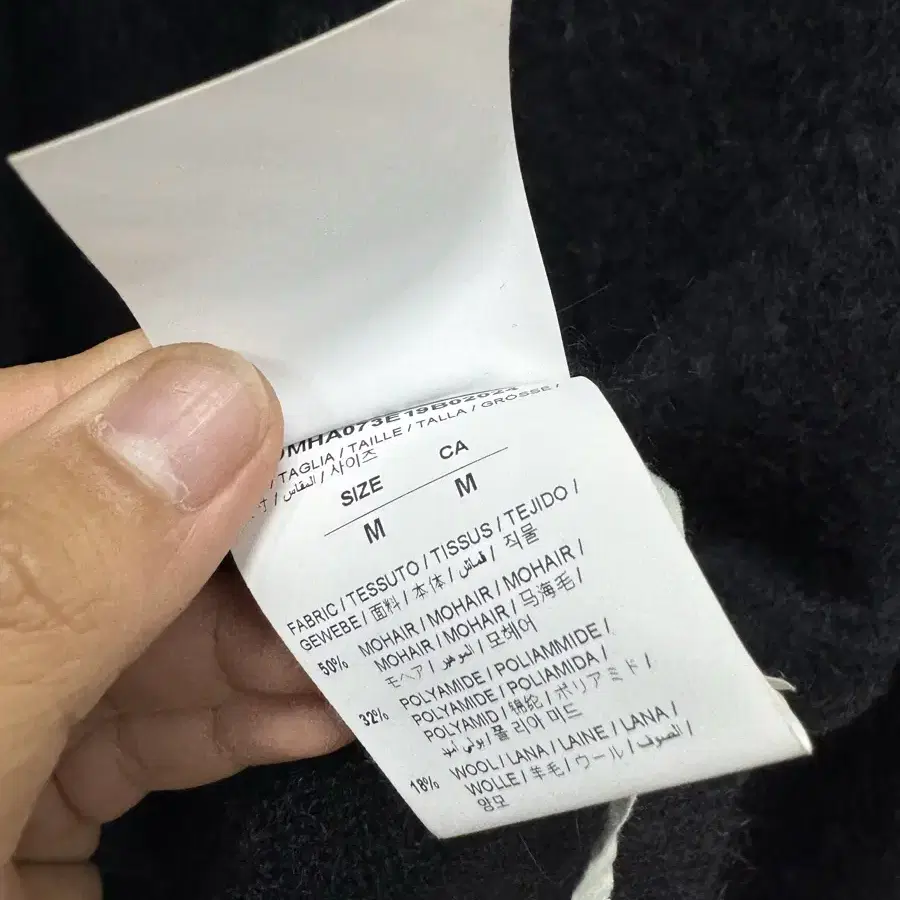 MHA073E19B02022
/ TAGLIA / TAILLE / TALLA / GROSSE /
寸 / المقاس / 사이즈
SIZE CA
M M
FABRIC / TESSUTO / TISSUS / TEJIDO /
GEWEBE / 面料 / 本体 / قماش / 직물
50% MOHAIR / MOHAIR / MOHAIR /
MOHAIR / MOHAIR / 马海毛 /
モヘア / الموهير / 모헤어
32% POLYAMIDE / POLIAMMIDE /
POLYAMIDE / POLIAMIDA /
POLYAMID / 锦纶 / ポリアミド /
بولي أميد / 폴리아미드
18% WOOL / LANA / LAINE / LANA /
WOLLE / 羊毛 / ウール / الصوف /
양모